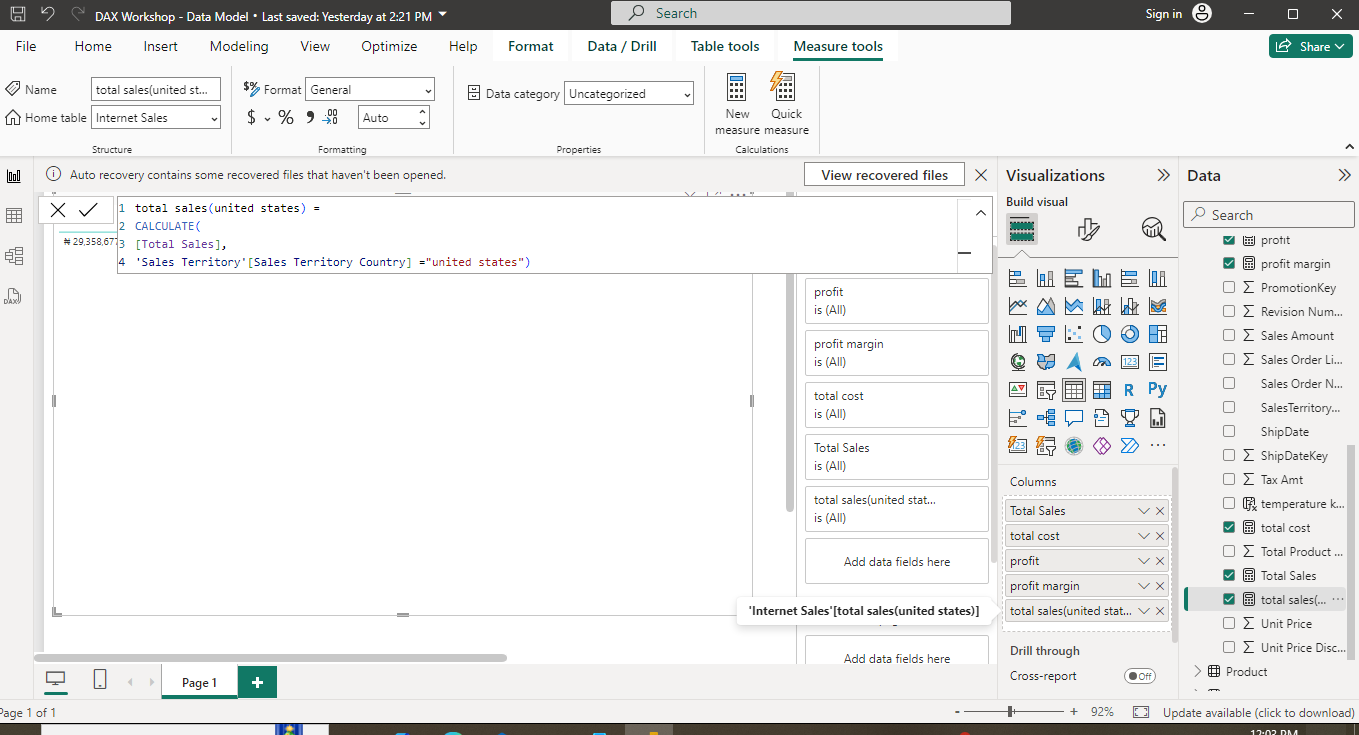 DAX Workshop - Data Model • Last saved: Yesterday at 2:21 PM
Search
Sign in
File
Home
Insert
Modeling
View
Optimize
Help
Format
Data / Drill
Table tools
Measure tools
Share
Name
total sales(united st...
Home table
Internet Sales
Structure
$% Format
General
$
%
Auto
Formatting
Data category
Uncategorized
Properties
New
measure
Quick
measure
Calculations
Auto recovery contains some recovered files that haven't been opened.
View recovered files
1 total sales(united states) =
2 CALCULATE(
3 [Total Sales],
4 'Sales Territory'[Sales Territory Country] ="united states")
₦ 29,358,677
profit
is (All)
profit margin
is (All)
total cost
is (All)
Total Sales
is (All)
total sales(united stat...
is (All)
Add data fields here
'Internet Sales'[total sales(united states)]
Add data fields here
Visualizations
Build visual
123
R
Py
123
Columns
Total Sales
total cost
profit
profit margin
total sales(united stat...
Drill through
Cross-report
Off
Data
Search
profit
profit margin
PromotionKey
Revision Num...
Sales Amount
Sales Order Li...
Sales Order N...
SalesTerritory...
ShipDate
ShipDateKey
Tax Amt
temperature k...
total cost
Total Product ...
Total Sales
total sales(... ...
Unit Price
Unit Price Disc...
Product
DAX
Page 1
+
Page 1 of 1
- + 92%
Update available (click to download)
12:03 PM